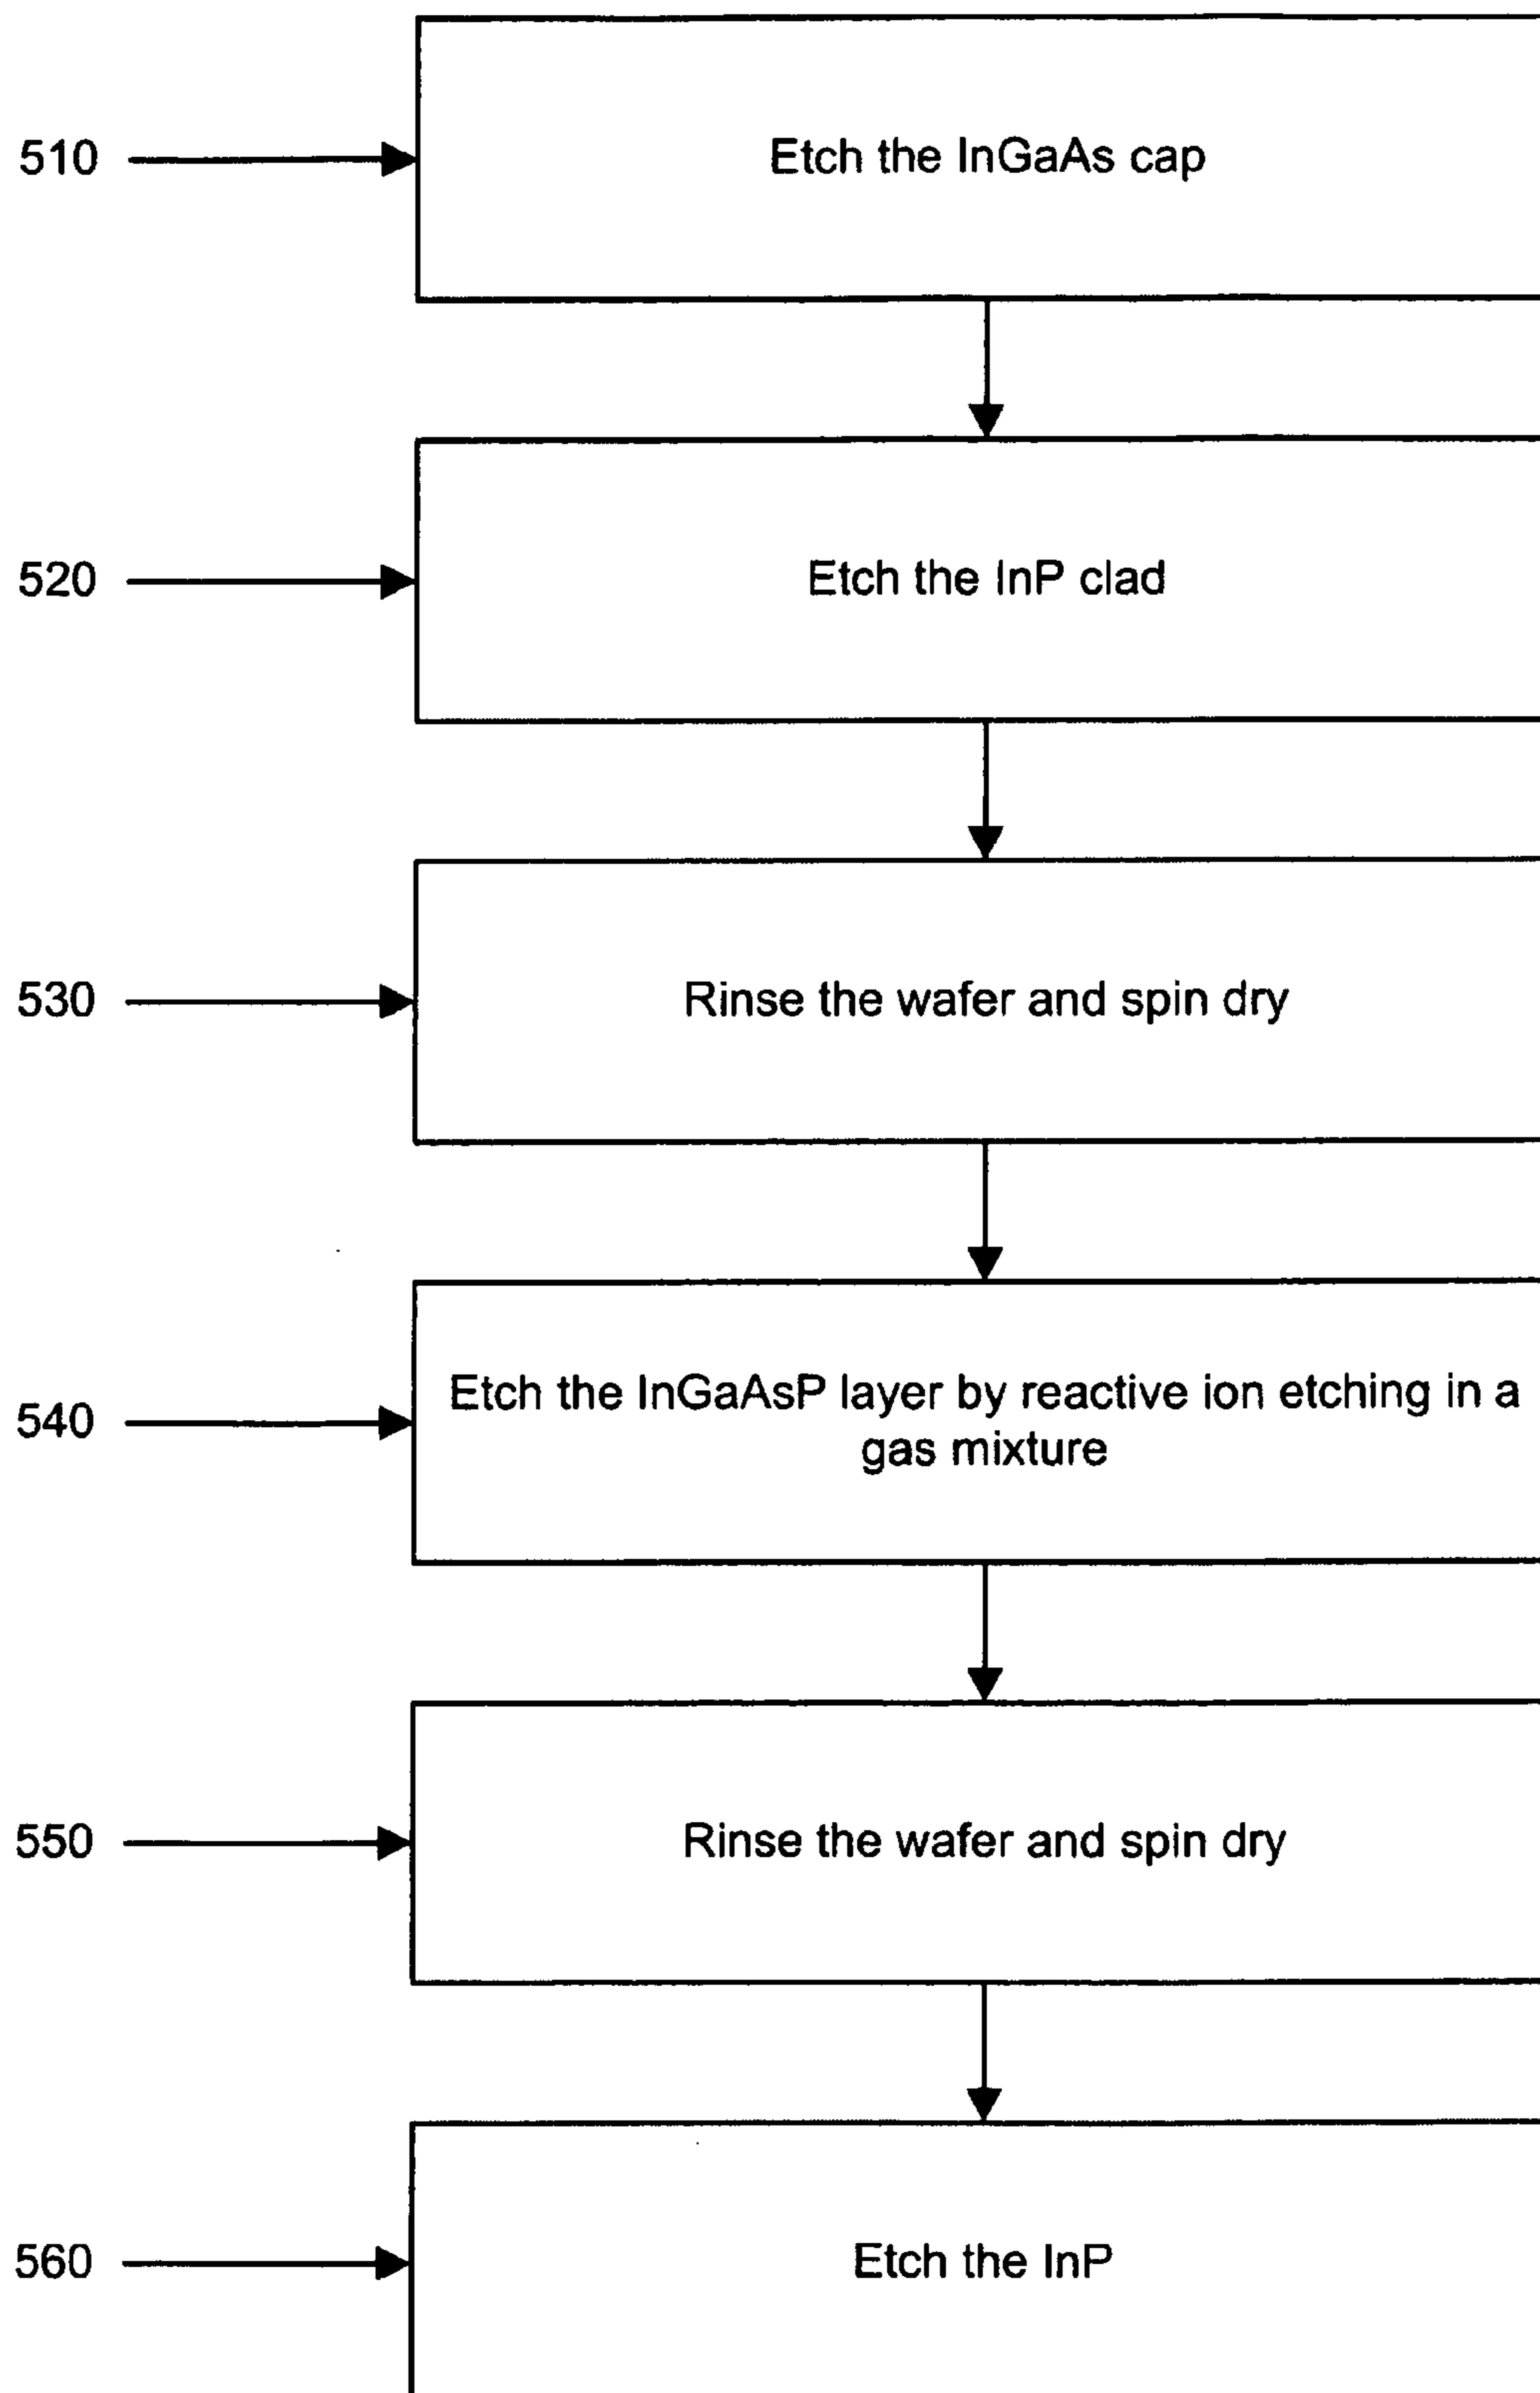 510
Etch the InGaAs cap
520
Etch the InP clad
530
Rinse the wafer and spin dry
540
Etch the InGaAsP layer by reactive ion etching in a
gas mixture
550
Rinse the wafer and spin dry
560
Etch the InP